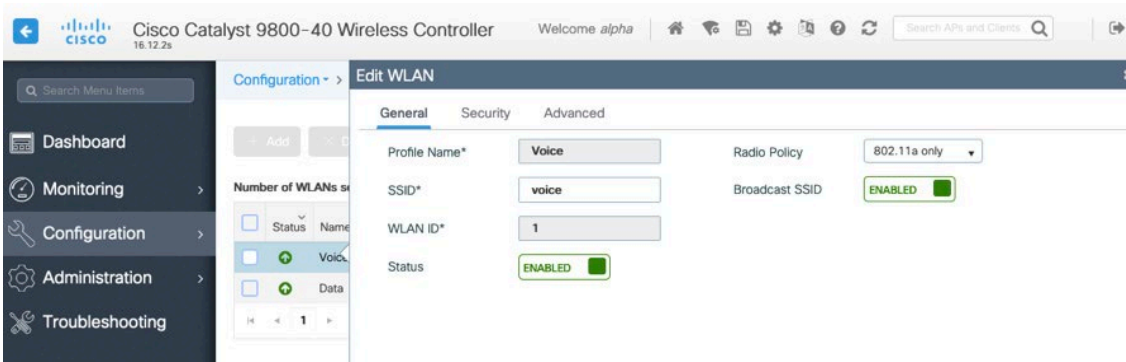 cisco
Cisco Catalyst 9800-40 Wireless Controller
16.12.2s
Welcome alpha
Search APs and Clients
Search Menu Items
Dashboard
Monitoring
Configuration
Administration
Troubleshooting
Configuration >
Add
Number of WLANs se
Status Name
Voice
Data
1
Edit WLAN
General Security Advanced
Profile Name* Voice
Radio Policy 802.11a only
SSID* voice
Broadcast SSID ENABLED
WLAN ID* 1
Status ENABLED